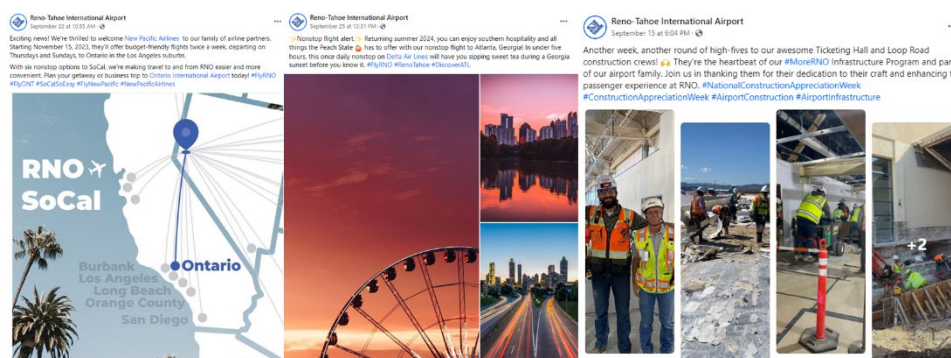 Reno-Tahoe International Airport
September 22 at 10:55 AM
Exciting news! We're thrilled to welcome New Pacific Airlines to our family of airline partners.
Starting November 15, 2023, they'll offer budget-friendly flights twice a week, departing on
Thursdays and Sundays, to Ontario in the Los Angeles suburbs.
With six nonstop options to SoCal, we're making travel to and from RNO easier and more
convenient. Plan your getaway or business trip to Ontario International Airport today! #FlyRNO
#FlyONT #SoCalSoEasy #FlyNewPacific #NewPacificAirlines
RNO
SoCal
Ontario
Burbank
Los Angeles
Long Beach
Orange County
San Diego
Reno-Tahoe International Airport
September 25 at 12:31 PM
Nonstop flight alert. Returning summer 2024, you can enjoy southern hospitality and all
things the Peach State has to offer with our nonstop flight to Atlanta, Georgia! In under five
hours, this once daily nonstop on Delta Air Lines will have you sipping sweet tea during a Georgia
sunset before you know it. #FlyRNO #RenoTahoe #DiscoverATL
Reno-Tahoe International Airport
September 15 at 6:04 PM
Another week, another round of high-fives to our awesome Ticketing Hall and Loop Road
construction crews! They're the heartbeat of our #MoreRNO Infrastructure Program and par
of our airport family. Join us in thanking them for their dedication to their craft and enhancing t
passenger experience at RNO. #NationalConstructionAppreciationWeek
#ConstructionAppreciationWeek #AirportConstruction #AirportInfrastructure
+2